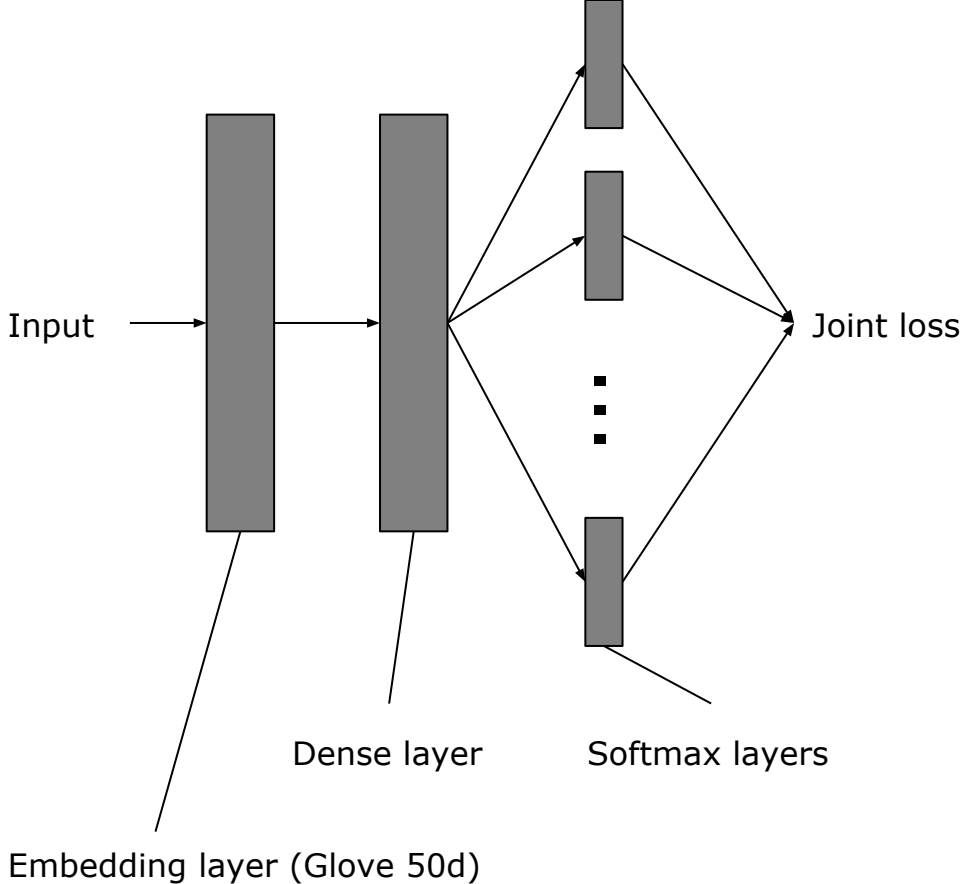 Input
Joint loss
Dense layer
Softmax layers
Embedding layer (Glove 50d)